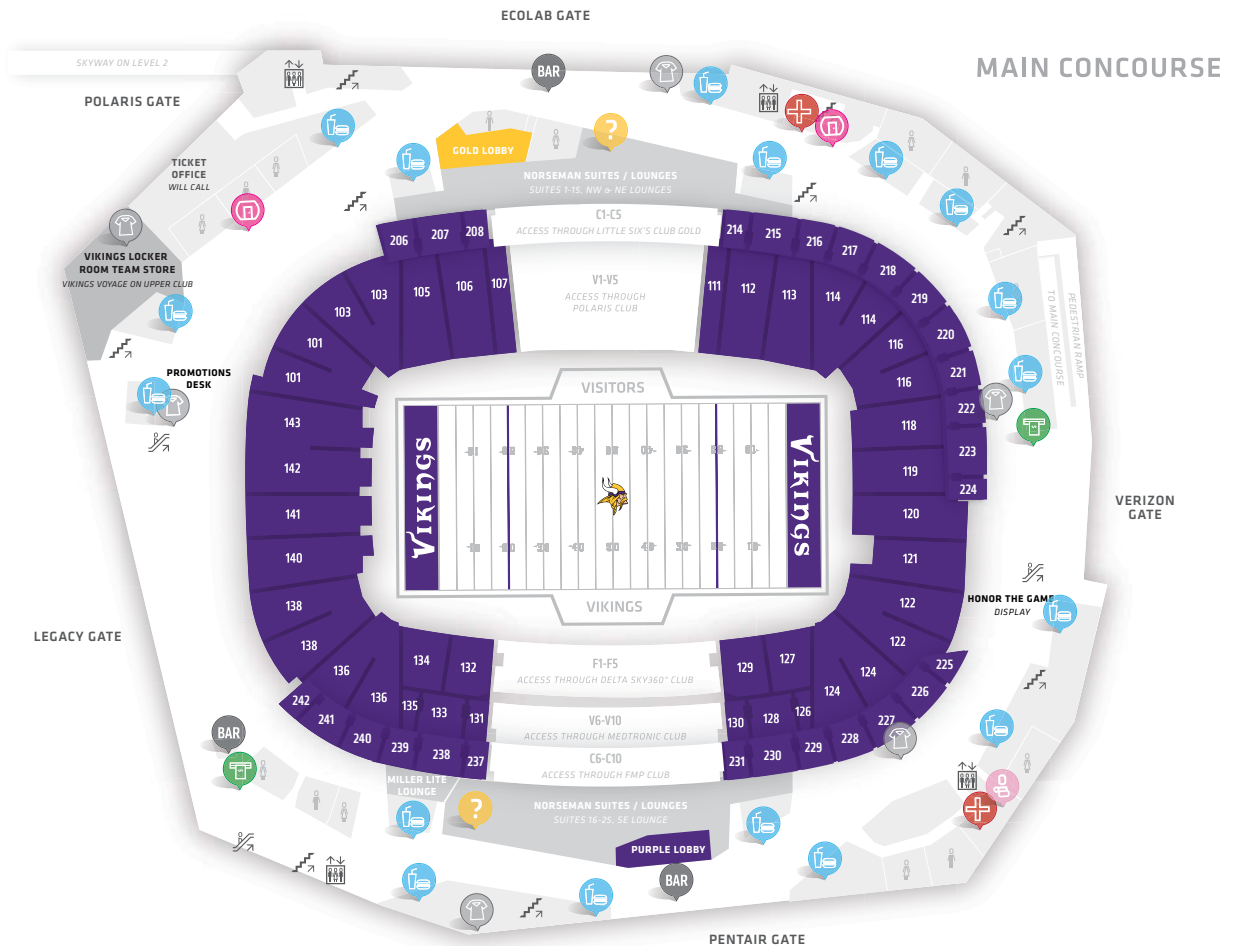 ECOLAB GATE
MAIN CONCOURSE
SKYWAY ON LEVEL 2
POLARIS GATE
BAR
TICKET
OFFICE
WILL CALL
GOLD LOBBY
?
NORSEMAN SUITES / LOUNGES
SUITES 1-15, NW & NE LOUNGES
VIKINGS LOCKER
ROOM TEAM STORE
VIKINGS VOYAGE ON UPPER CLUB
C1-C5
ACCESS THROUGH LITTLE SIX'S CLUB GOLD
206
207
208
214
215
216
217
218
219
220
221
222
223
224
V1-V5
ACCESS THROUGH
POLARIS CLUB
101
101
103
103
105
106
107
111
112
113
114
114
116
116
118
119
120
121
122
122
124
124
PEDESTRIAN RAMP
TO MAIN CONCOURSE
PROMOTIONS
DESK
143
142
141
140
138
138
136
136
VISITORS
VIKINGS
VIKINGS
VIKINGS
VERIZON
GATE
HONOR THE GAME
DISPLAY
LEGACY GATE
134
132
135
133
131
F1-F5
ACCESS THROUGH DELTA SKY360° CLUB
129
127
130
128
126
V6-V10
ACCESS THROUGH MEDTRONIC CLUB
C6-C10
ACCESS THROUGH FMP CLUB
242
241
240
239
238
237
231
230
229
228
227
226
225
BAR
MILLER LITE
LOUNGE
?
NORSEMAN SUITES / LOUNGES
SUITES 16-25, SE LOUNGE
PURPLE LOBBY
BAR
PENTAIR GATE